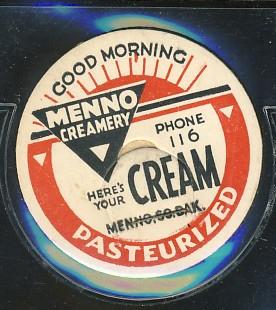 GOOD MORNING
MENNO
CREAMERY
PHONE
116
HERE'S
YOUR
CREAM
MENNO, SO. DAK.
PASTEURIZED